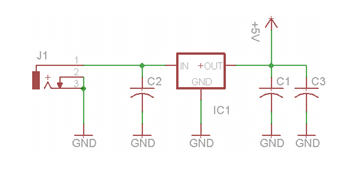 +5V
J1
1
2
3
+
C2
IN +OUT
GND
IC1
C1
C3
GND
GND
GND
GND
GND